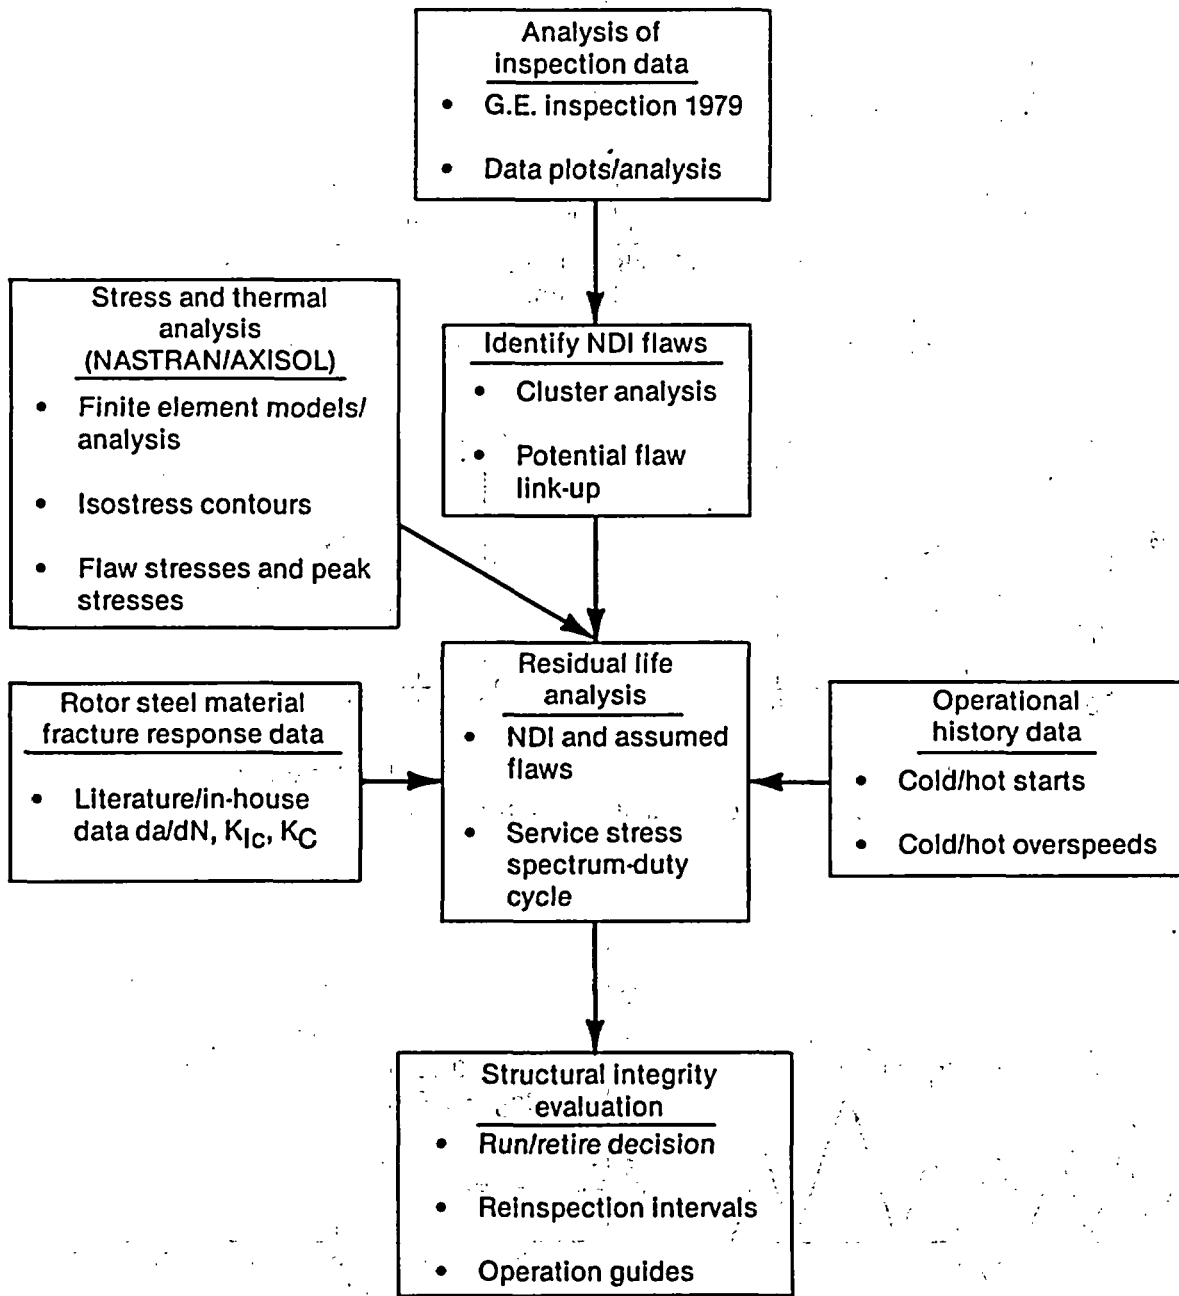 Analysis of
inspection data
• G.E. inspection 1979
• Data plots/analysis
Stress and thermal
analysis
(NASTRAN/AXISOL)
• Finite element models/
analysis
• Isostress contours
• Flaw stresses and peak
stresses
Identify NDI flaws
• Cluster analysis
• Potential flaw
link-up
Rotor steel material
fracture response data
• Literature/in-house
data da/dN, KIc, KC
Residual life
analysis
• NDI and assumed
flaws
• Service stress
spectrum-duty
cycle
Operational
history data
• Cold/hot starts
• Cold/hot overspeeds
Structural integrity
evaluation
• Run/retire decision
• Reinspection intervals
• Operation guides